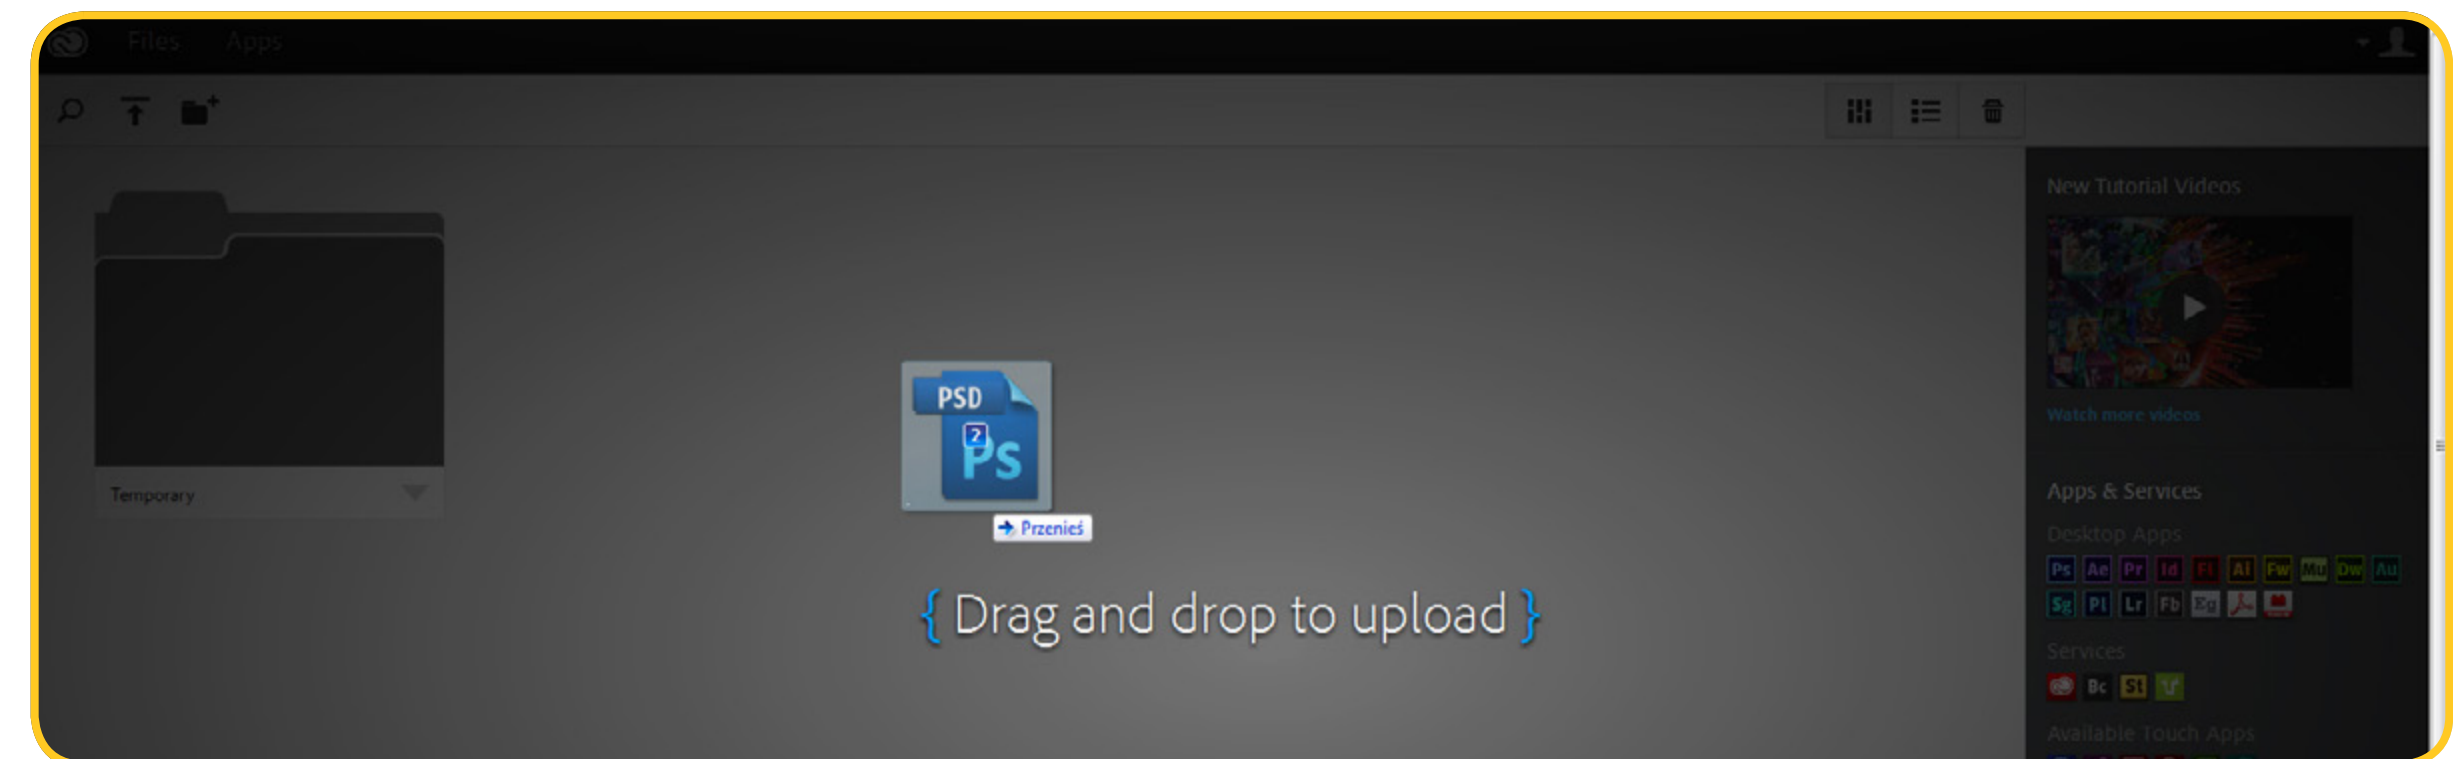 Files Apps
New Tutorial Videos
Watch more videos
Temporary
PSD
2
Ps
Przenieś
{ Drag and drop to upload }
Apps & Services
Desktop Apps
Ps Ae Pr Id Fl Ai Fw Mu Dw Au
Sg Pl Lr Fb Eg
Services
Bc St
Available Touch Apps